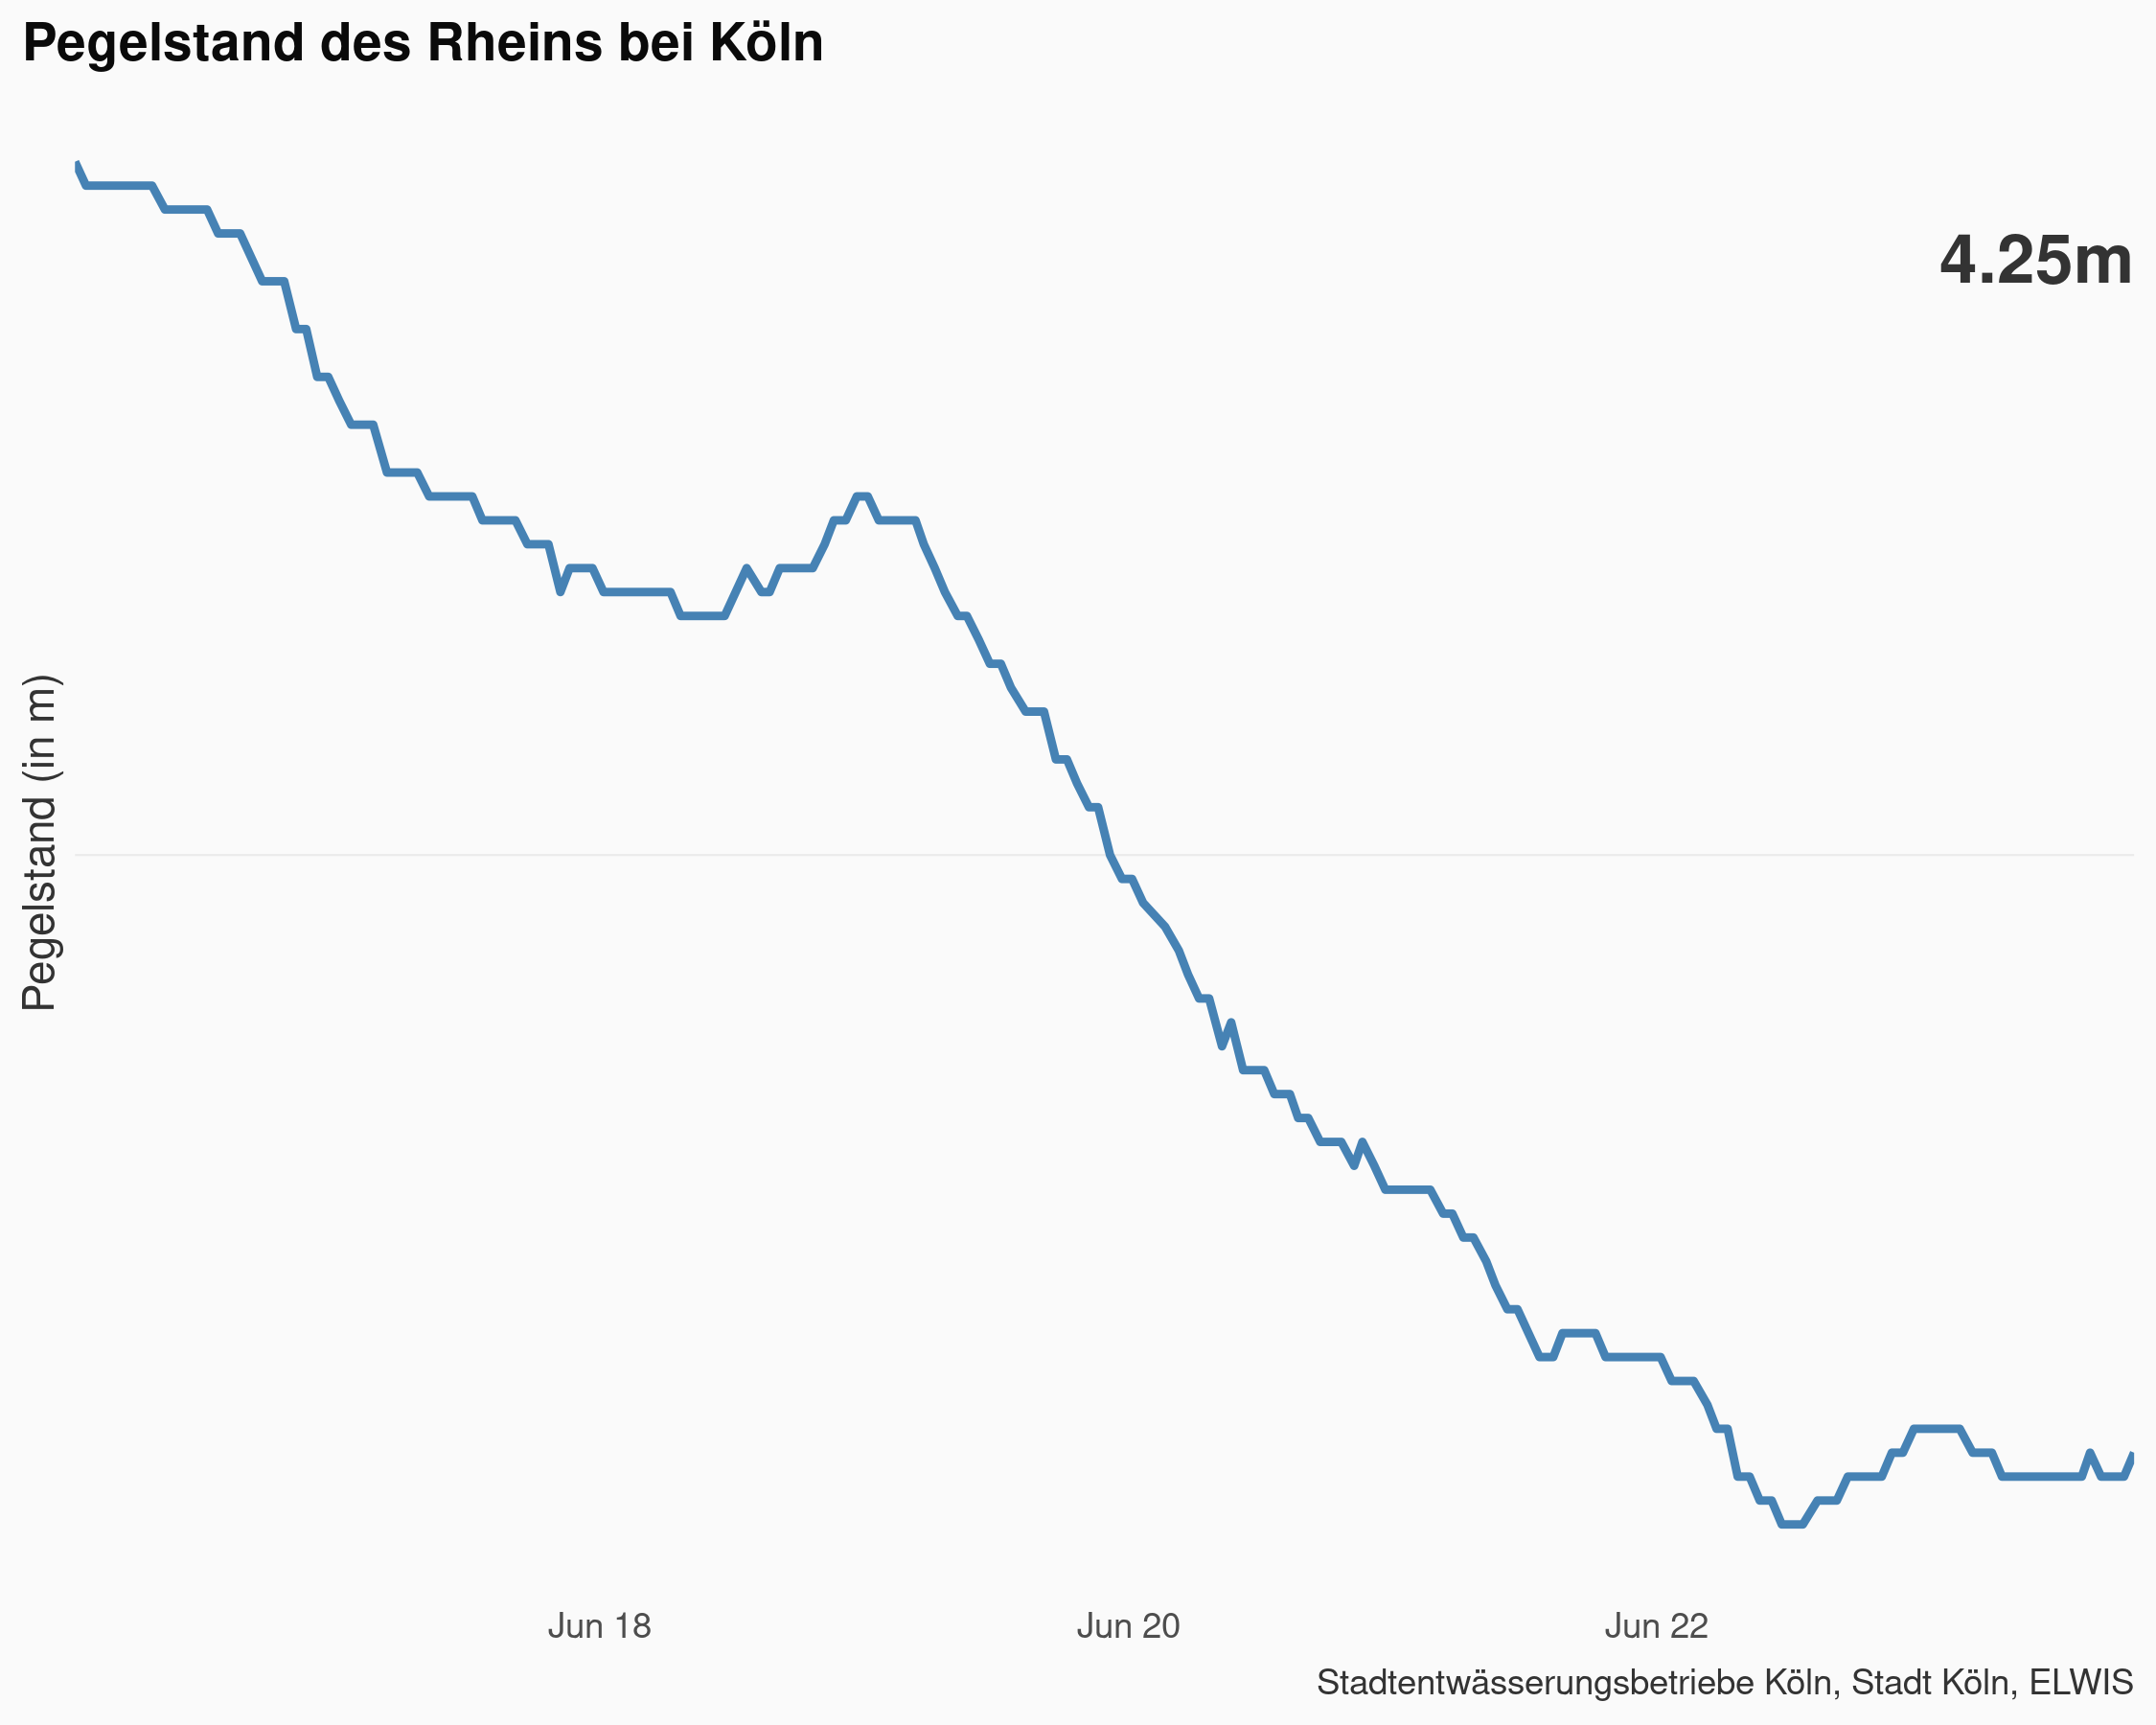 Pegelstand des Rheins bei Köln
4.25m
Pegelstand (in m)
Jun 18
Jun 20
Jun 22
Stadtentwässerungsbetriebe Köln, Stadt Köln, ELWIS